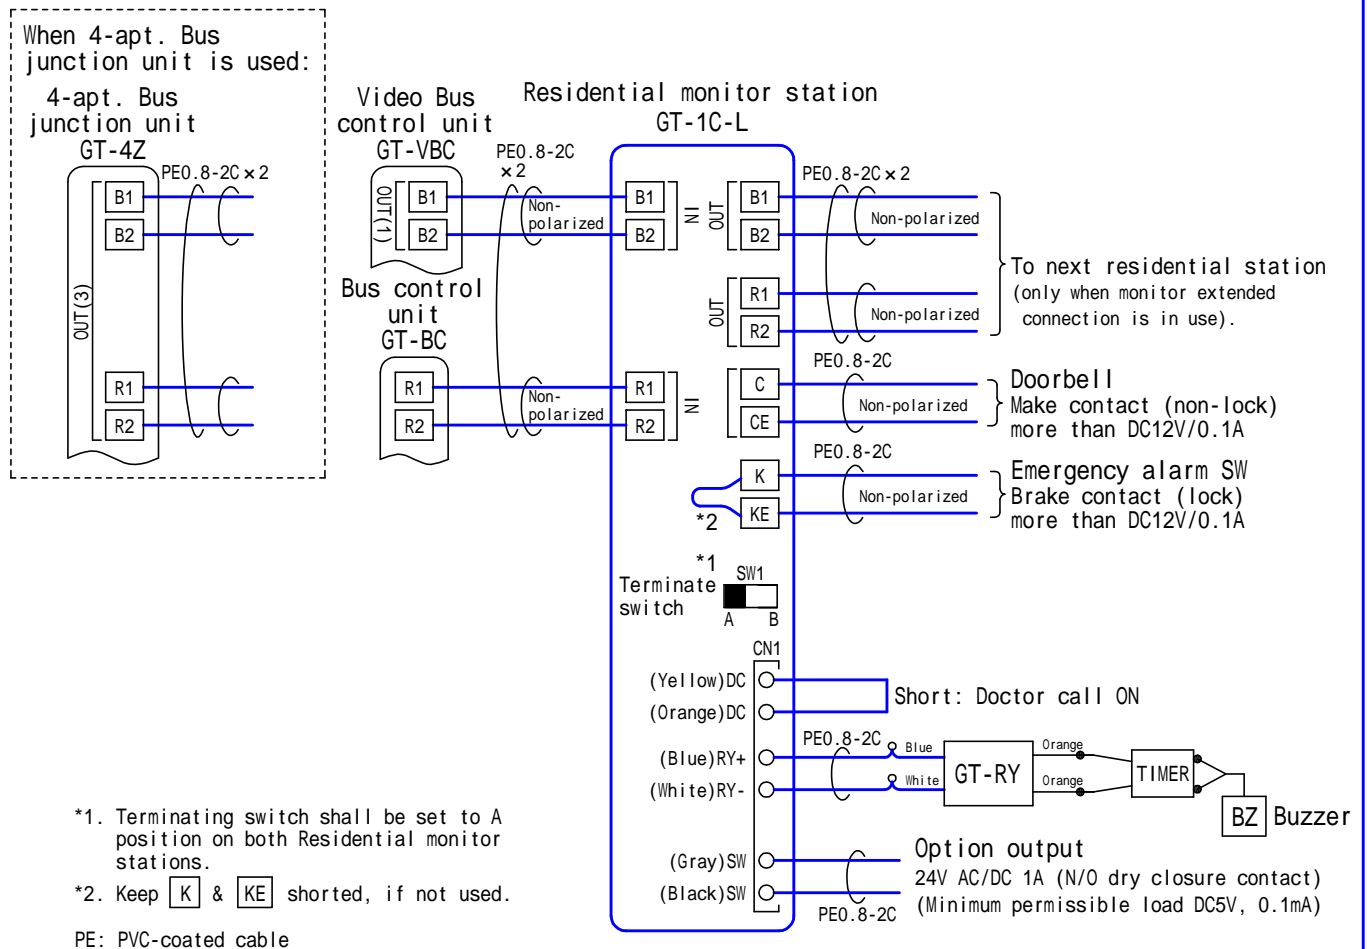 When 4-apt. Bus
junction unit is used:
4-apt. Bus
junction unit
GT-4Z
PE0.8-2C×2
OUT(3)
B1
B2
R1
R2
Video Bus
control unit
GT-VBC
OUT(1)
B1
B2
PE0.8-2C
×2
Non-
polarized
Bus control
unit
GT-BC
R1
R2
Non-
polarized
Residential monitor station
GT-1C-L
B1
B2
IN
R1
R2
IN
OUT
B1
B2
OUT
R1
R2
C
CE
K
KE
*2
PE0.8-2C×2
Non-polarized
Non-polarized
To next residential station
(only when monitor extended
connection is in use).
PE0.8-2C
Non-polarized
Doorbell
Make contact (non-lock)
more than DC12V/0.1A
PE0.8-2C
Non-polarized
Emergency alarm SW
Brake contact (lock)
more than DC12V/0.1A
*1
Terminate
switch
SW1
A B
CN1
(Yellow)DC
(Orange)DC
Short: Doctor call ON
(Blue)RY+
(White)RY-
PE0.8-2C
Blue
White
GT-RY
Orange
Orange
TIMER
BZ Buzzer
(Gray)SW
(Black)SW
PE0.8-2C
Option output
24V AC/DC 1A (N/O dry closure contact)
(Minimum permissible load DC5V, 0.1mA)
*1. Terminating switch shall be set to A
position on both Residential monitor
stations.
*2. Keep K & KE shorted, if not used.
PE: PVC-coated cable